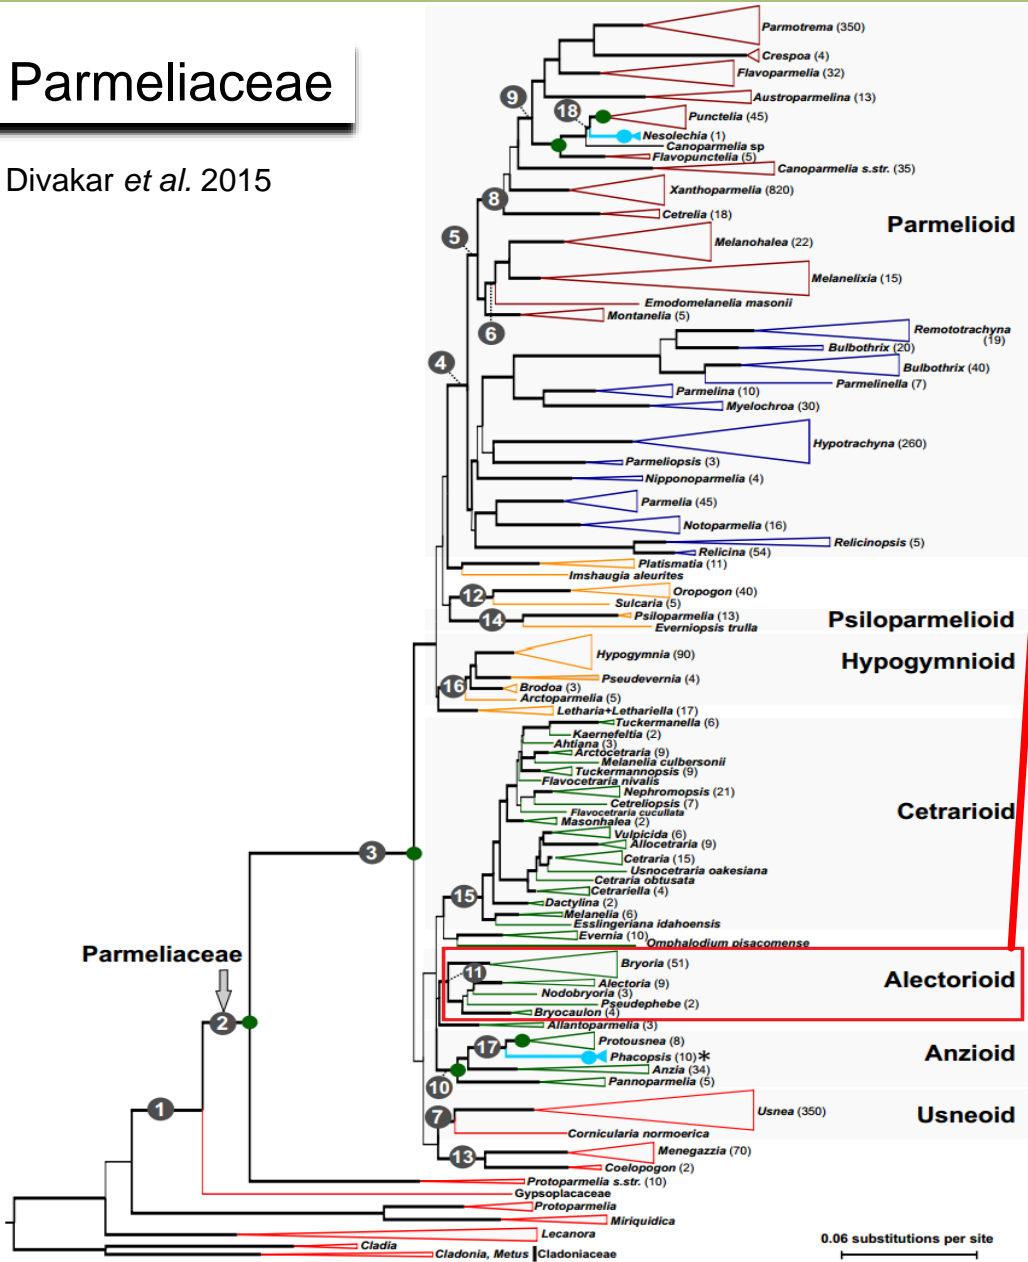 Parmeliaceae
Divakar et al. 2015
Parmotrema (350)
Crespoa (4)
Flavoparmelia (32)
Austroparmelina (13)
9
18
Punctelia (45)
Nesolechia (1)
Canoparmelia sp
Flavopunctelia (5)
Canoparmelia s.str. (35)
Xanthoparmelia (820)
8
Cetrelia (18)
Parmelioid
5
Melanohalea (22)
Melanelixia (15)
Emodomelanelia masonii
Montanelia (5)
6
Remototrachyna
(19)
Bulbothrix (20)
4
Bulbothrix (40)
Parmelinella (7)
Parmelina (10)
Myelochroa (30)
Hypotrachyna (260)
Parmeliopsis (3)
Nipponoparmelia (4)
Parmelia (45)
Notoparmelia (16)
Relicinopsis (5)
Relicina (54)
Platismatia (11)
Imshaugia aleurites
12
Oropogon (40)
Sulcaria (5)
14
Psiloparmelia (13)
Psiloparmelioid
Everniopsis trulla
Hypogymnia (90)
Hypogymnioid
Pseudevernia (4)
16
Brodoa (3)
Arctoparmelia (5)
Letharia+Lethariella (17)
Tuckermanella (6)
Kaernefeltia (2)
Ahtiana (3)
Arctocetraria (9)
Melanelia culbersonii
Tuckermannopsis (9)
Flavocetraria nivalis
Nephromopsis (21)
Cetreliopsis (7)
Flavocetraria cucullata
Cetrarioid
Masonhalea (2)
Vulpicida (6)
Allocetraria (9)
3
Cetraria (15)
Usnocetraria oakesiana
Cetraria obtusata
Cetrariella (4)
15
Dactylina (2)
Melanelia (6)
Esslingeriana idahoensis
Evernia (10)
Omphalodium pisacomense
Parmeliaceae
Bryoria (51)
11
Alectoria (9)
Alectorioid
Nodobryoria (3)
Pseudephebe (2)
Bryocaulon (4)
2
Allantoparmelia (3)
Protousnea (8)
17
Phacopsis (10)*
Anzioid
Anzia (34)
Pannoparmelia (5)
10
1
7
Usnea (350)
Usneoid
Cornicularia normoerica
Menegazzia (70)
13
Coelopogon (2)
Protoparmelia s.str. (10)
Gypsoplacaceae
Protoparmelia
Miriquidica
Lecanora
0.06 substitutions per site
Cladia
Cladonia, Metus
Cladoniaceae